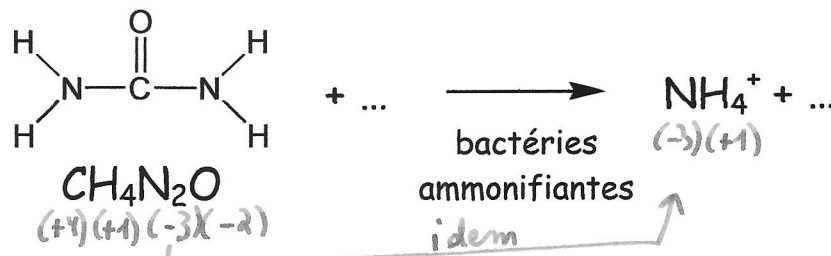 O
H H
N C N + ... NH₄⁺ + ...
H H
bactéries (-3)(+1)
CH₄N₂O ammonifiantes
(+4)(+1)(-3)(-2) idem